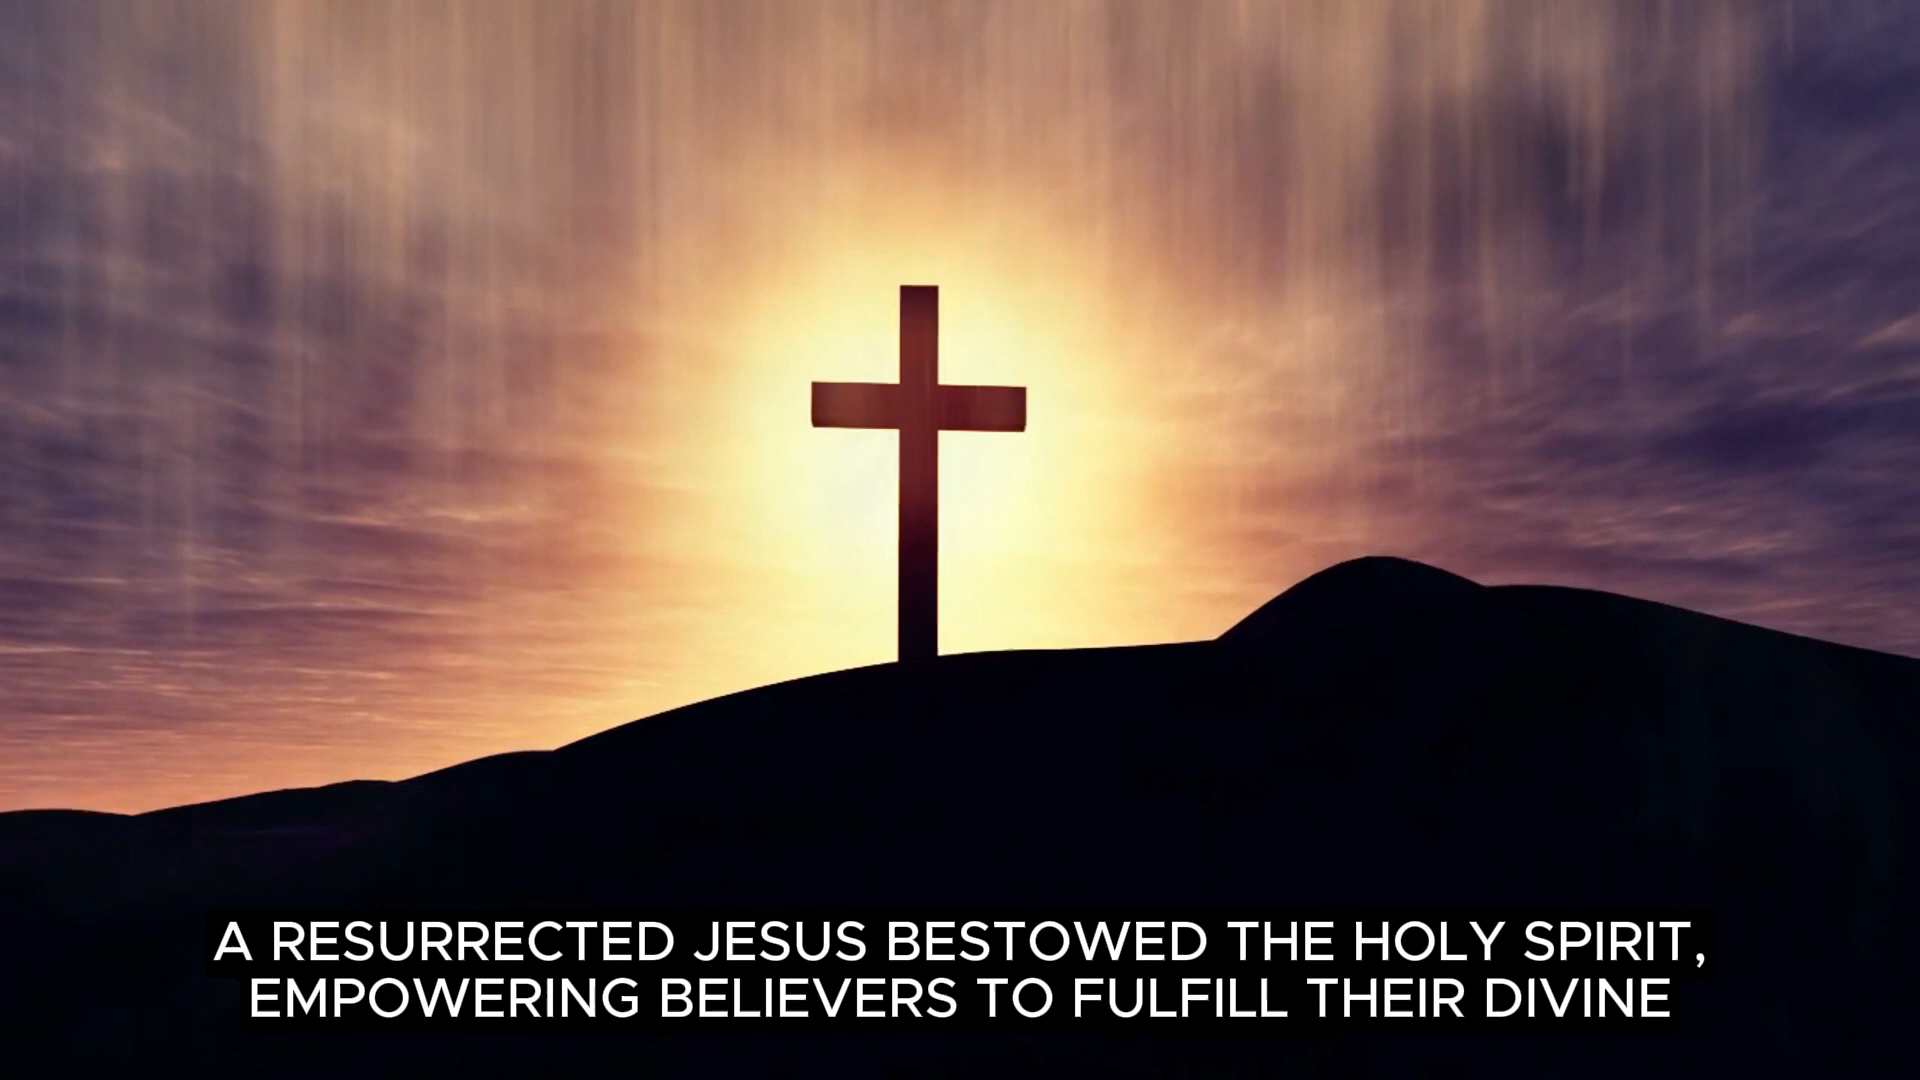 A RESURRECTED JESUS BESTOWED THE HOLY SPIRIT,
EMPOWERING BELIEVERS TO FULFILL THEIR DIVINE